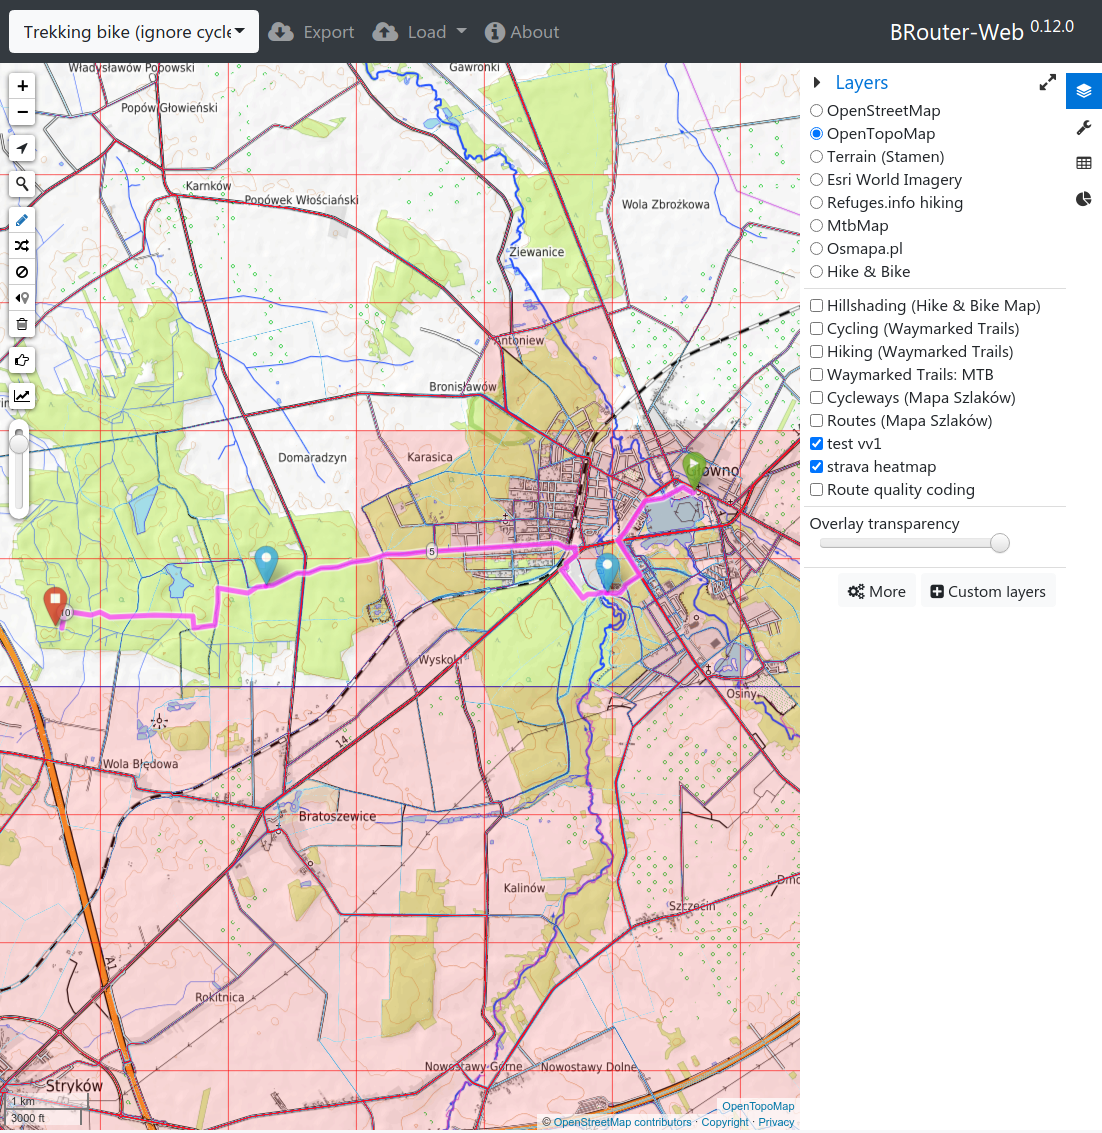 Trekking bike (ignore cycle
Export
Load
About
BRouter-Web 0.12.0
Layers
OpenStreetMap
OpenTopoMap
Terrain (Stamen)
Esri World Imagery
Refuges.info hiking
MtbMap
Osmapa.pl
Hike & Bike
Hillshading (Hike & Bike Map)
Cycling (Waymarked Trails)
Hiking (Waymarked Trails)
Waymarked Trails: MTB
Cycleways (Mapa Szlaków)
Routes (Mapa Szlaków)
test vv1
strava heatmap
Route quality coding
Overlay transparency
More
Custom layers
Władysławów Popowski
Gawronki
Popów Głowieński
Karnków
Popówek Włościański
Wola Zbrożkowa
Ziewanice
Antoniew
Bronisławów
Domaradzyn
Karasica
Głowno
5
10
Wyskoki
Osiny
14
Wola Błędowa
Bratoszewice
Kalinów
Szczecin
A1
Rokitnica
Nowostawy Górne
Nowostawy Dolne
Stryków
1 km
3000 ft
OpenTopoMap
© OpenStreetMap contributors · Copyright · Privacy